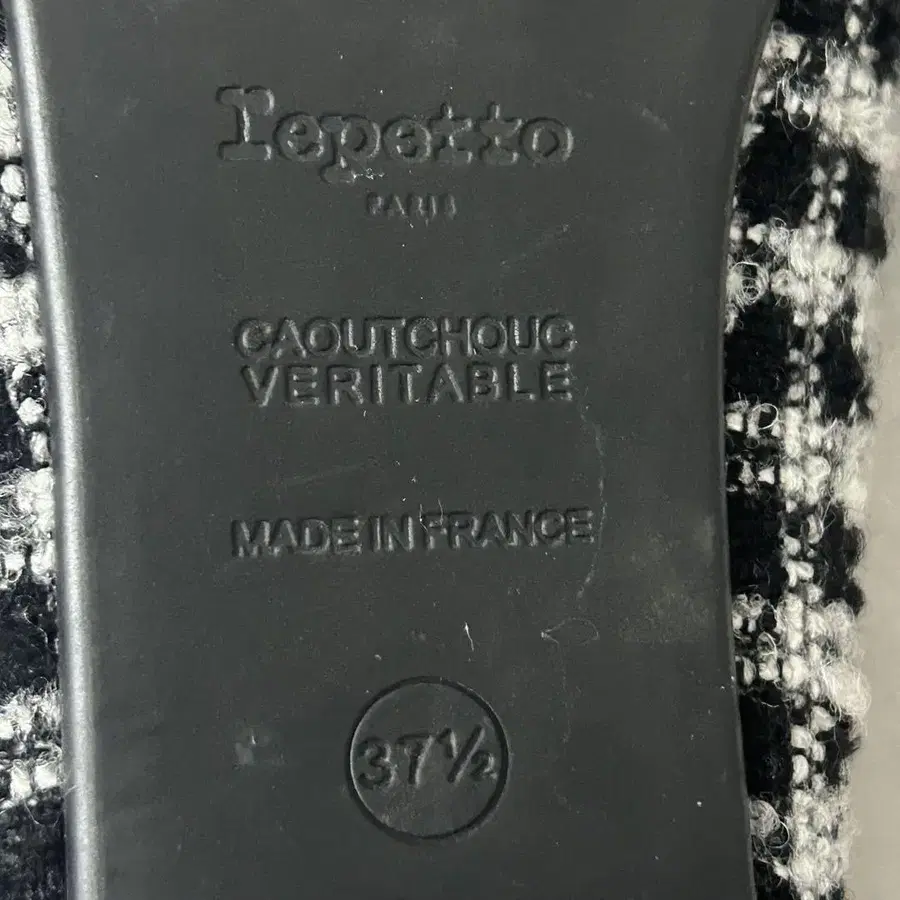 repetto
PARIS
CAOUTCHOUC
VERITABLE
MADE IN FRANCE
37½